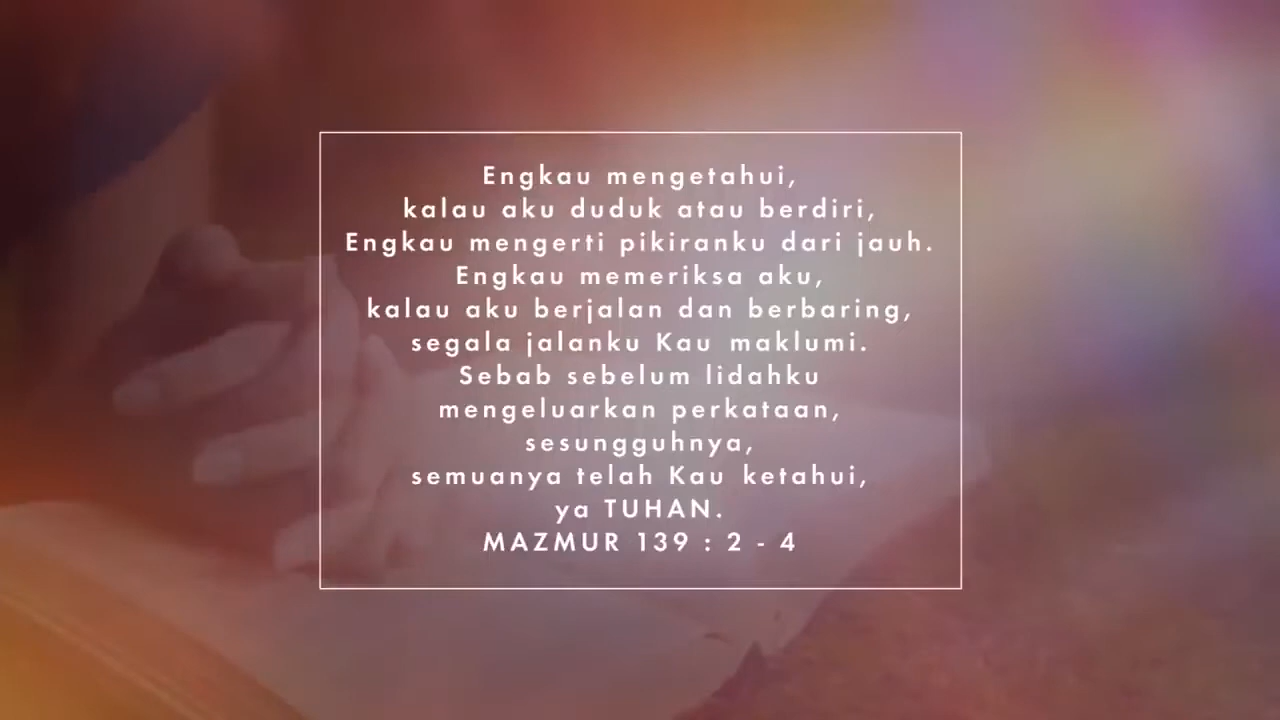 Engkau mengetahui,
kalau aku duduk atau berdiri,
Engkau mengerti pikiranku dari jauh.
Engkau memeriksa aku,
kalau aku berjalan dan berbaring,
segala jalanku Kau maklumi.
Sebab sebelum lidahku
mengeluarkan perkataan,
sesungguhnya,
semuanya telah Kau ketahui,
ya TUHAN.
MAZMUR 139 : 2 - 4